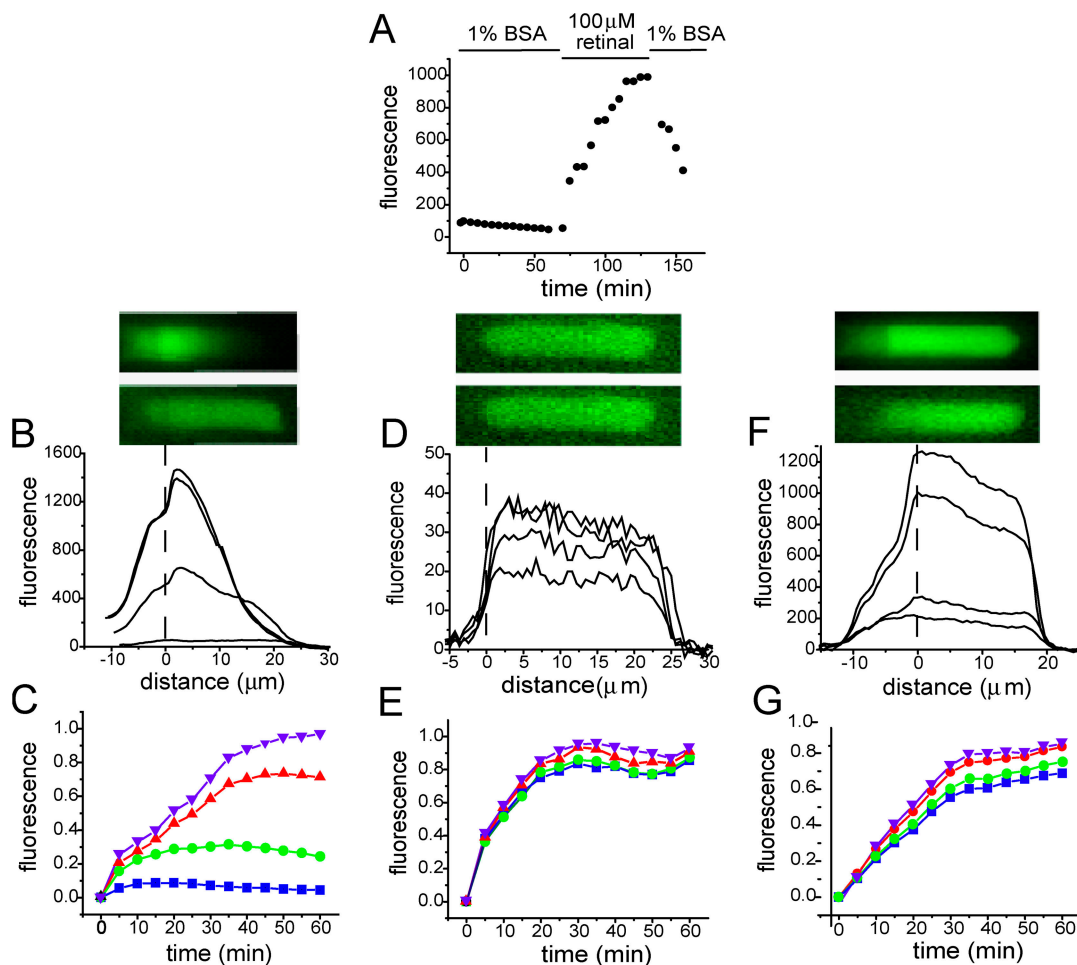 A
1% BSA
100μM
retinal
1% BSA
fluorescence
1000
800
600
400
200
0
0 50 100 150
time (min)
B
fluorescence
1600
1200
800
400
0
-10 0 10 20 30
distance (μm)
D
fluorescence
50
40
30
20
10
0
-5 0 5 10 15 20 25 30
distance(μm)
F
fluorescence
1200
1000
800
600
400
200
0
-10 0 10 20
distance (μm)
C
fluorescence
1.0
0.8
0.6
0.4
0.2
0.0
0 10 20 30 40 50 60
time (min)
E
fluorescence
1.0
0.8
0.6
0.4
0.2
0.0
0 10 20 30 40 50 60
time (min)
G
fluorescence
1.0
0.8
0.6
0.4
0.2
0.0
0 10 20 30 40 50 60
time (min)